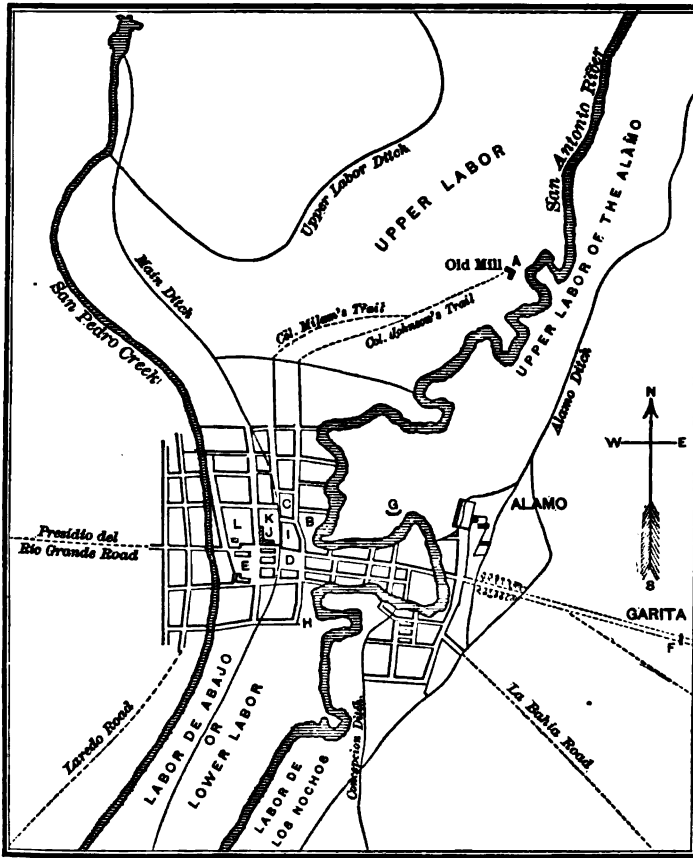 San Antonio River
Upper Labor Ditch
UPPER LABOR
UPPER LABOR OF THE ALAMO
Old Mill
A
Main Ditch
San Pedro Creek
Col. Milam's Trail
Col. Johnson's Trail
Alamo Ditch
N
W E
S
C
G
ALAMO
L
K
B
J
I
Presidio del
Rio Grande Road
E
D
H
GARITA
F
Laredo Road
LABOR DE ABAJO
OR
LOWER LABOR
LABOR DE
LOS NOCHOS
Concepcion Ditch
La Bahia Road